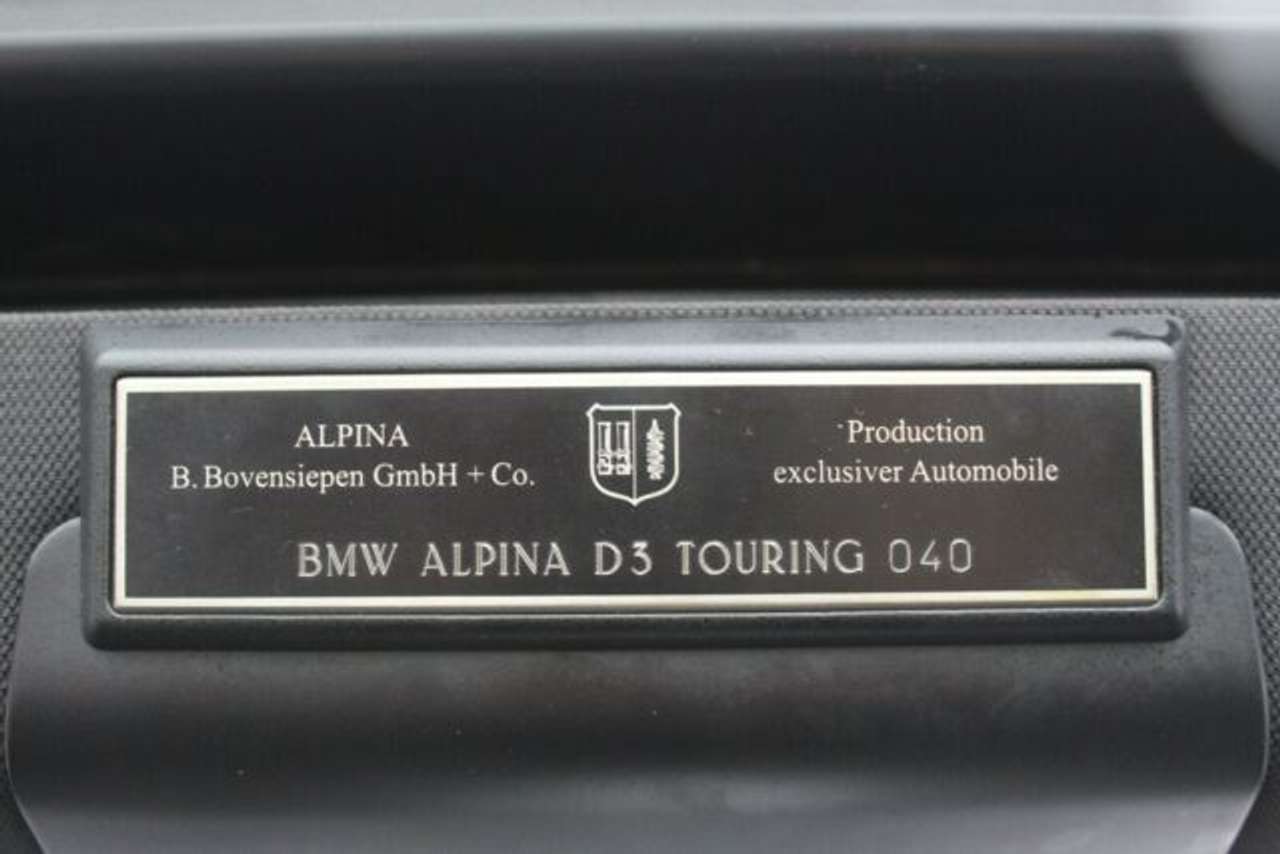 ALPINA
B. Bovensiepen GmbH + Co.
Production
exclusiver Automobile
BMW ALPINA D3 TOURING 040